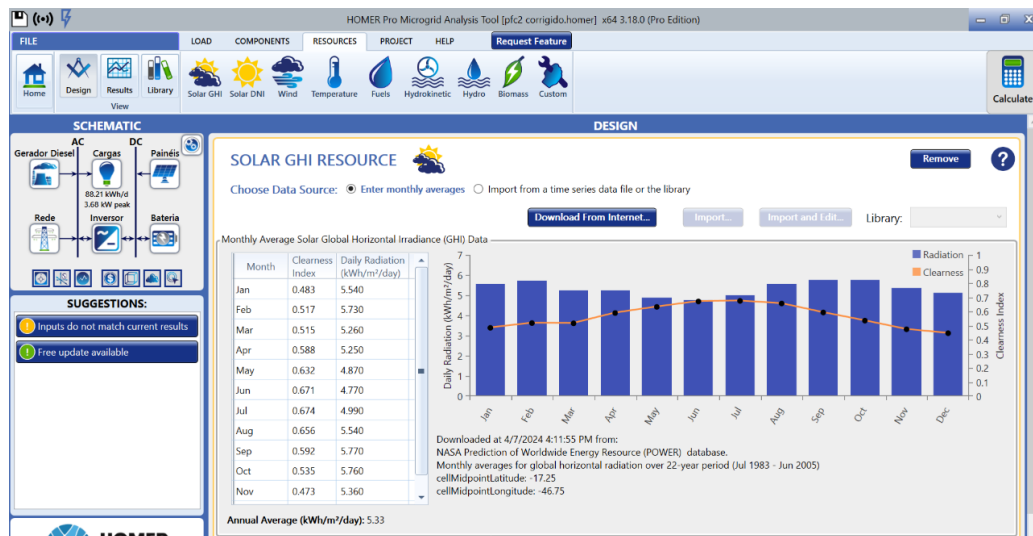 HOMER Pro Microgrid Analysis Tool [pfc2 corrigido.homer] x64 3.18.0 (Pro Edition)
FILE
LOAD COMPONENTS RESOURCES PROJECT HELP Request Feature
Home Design Results Library Solar GHI Solar DNI Wind Temperature Fuels Hydrokinetic Hydro Biomass Custom Calculate
View
SCHEMATIC
DESIGN
AC DC
Gerador Diesel Cargas Painéis
88.21 kWh/d
3.68 kW peak
Rede Inversor Bateria
SUGGESTIONS:
Inputs do not match current results
Free update available
HOMER
SOLAR GHI RESOURCE
Remove
?
Choose Data Source: Enter monthly averages Import from a time series data file or the library
Download From Internet... Import... Import and Edit... Library:
Monthly Average Solar Global Horizontal Irradiance (GHI) Data
Month Clearness Index Daily Radiation (kWh/m²/day)
Jan 0.483 5.540
Feb 0.517 5.730
Mar 0.515 5.260
Apr 0.588 5.250
May 0.632 4.870
Jun 0.671 4.770
Jul 0.674 4.990
Aug 0.656 5.540
Sep 0.592 5.770
Oct 0.535 5.760
Nov 0.473 5.360
Annual Average (kWh/m²/day): 5.33
Daily Radiation (kWh/m²/day)
7
6
5
4
3
2
1
0
Radiation
Clearness
1
0.9
0.8
0.7
0.6
0.5
0.4
0.3
0.2
0.1
0
Clearness Index
Jan Feb Mar Apr May Jun Jul Aug Sep Oct Nov Dec
Downloaded at 4/7/2024 4:11:55 PM from:
NASA Prediction of Worldwide Energy Resource (POWER) database.
Monthly averages for global horizontal radiation over 22-year period (Jul 1983 - Jun 2005)
cellMidpointLatitude: -17.25
cellMidpointLongitude: -46.75